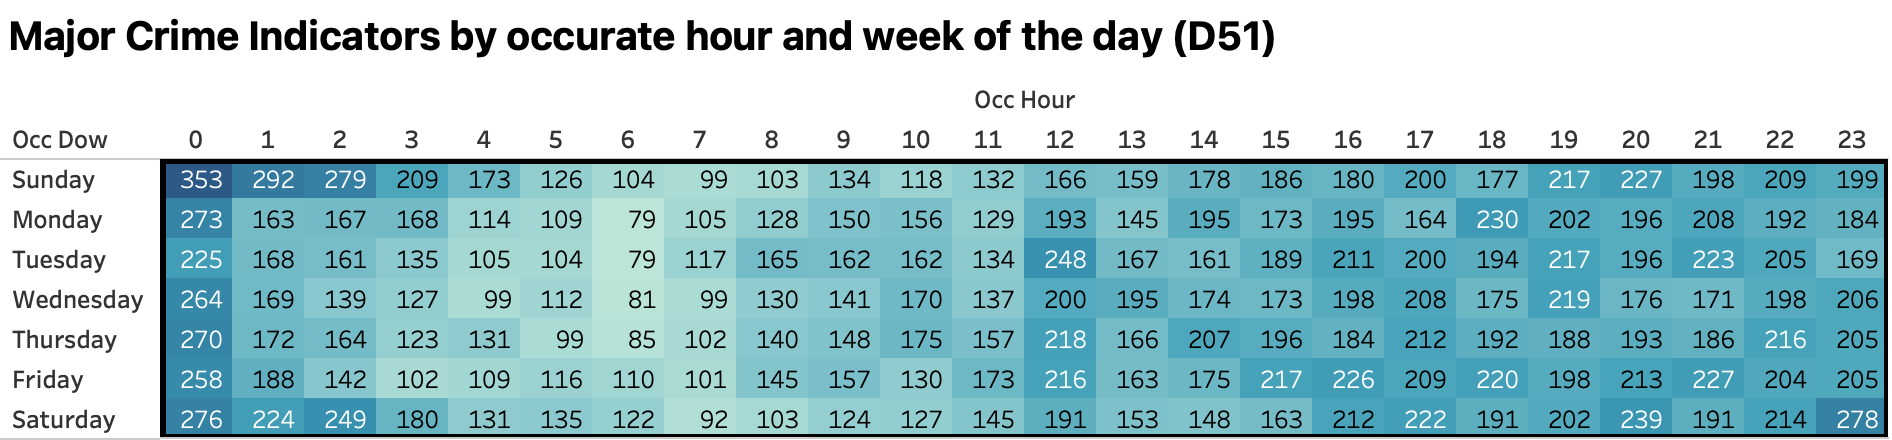 Major Crime Indicators by occurate hour and week of the day (D51)
Occ Hour
Occ Dow 0 1 2 3 4 5 6 7 8 9 10 11 12 13 14 15 16 17 18 19 20 21 22 23
Sunday 353 292 279 209 173 126 104 99 103 134 118 132 166 159 178 186 180 200 177 217 227 198 209 199
Monday 273 163 167 168 114 109 79 105 128 150 156 129 193 145 195 173 195 164 230 202 196 208 192 184
Tuesday 225 168 161 135 105 104 79 117 165 162 162 134 248 167 161 189 211 200 194 217 196 223 205 169
Wednesday 264 169 139 127 99 112 81 99 130 141 170 137 200 195 174 173 198 208 175 219 176 171 198 206
Thursday 270 172 164 123 131 99 85 102 140 148 175 157 218 166 207 196 184 212 192 188 193 186 216 205
Friday 258 188 142 102 109 116 110 101 145 157 130 173 216 163 175 217 226 209 220 198 213 227 204 205
Saturday 276 224 249 180 131 135 122 92 103 124 127 145 191 153 148 163 212 222 191 202 239 191 214 278